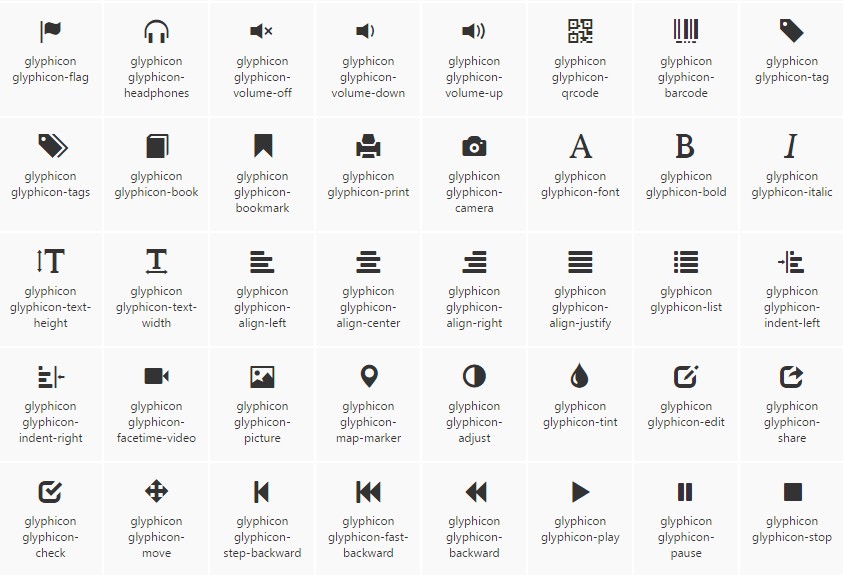 glyphicon
glyphicon-flag
glyphicon
glyphicon-
headphones
glyphicon
glyphicon-
volume-off
glyphicon
glyphicon-
volume-down
glyphicon
glyphicon-
volume-up
glyphicon
glyphicon-
qrcode
glyphicon
glyphicon-
barcode
glyphicon
glyphicon-tag
glyphicon
glyphicon-tags
glyphicon
glyphicon-book
glyphicon
glyphicon-
bookmark
glyphicon
glyphicon-print
glyphicon
glyphicon-
camera
A
glyphicon
glyphicon-font
B
glyphicon
glyphicon-bold
I
glyphicon
glyphicon-italic
T
glyphicon
glyphicon-text-
height
T
glyphicon
glyphicon-text-
width
glyphicon
glyphicon-
align-left
glyphicon
glyphicon-
align-center
glyphicon
glyphicon-
align-right
glyphicon
glyphicon-
align-justify
glyphicon
glyphicon-list
glyphicon
glyphicon-
indent-left
glyphicon
glyphicon-
indent-right
glyphicon
glyphicon-
facetime-video
glyphicon
glyphicon-
picture
glyphicon
glyphicon-
map-marker
glyphicon
glyphicon-
adjust
glyphicon
glyphicon-tint
glyphicon
glyphicon-edit
glyphicon
glyphicon-
share
glyphicon
glyphicon-
check
glyphicon
glyphicon-
move
glyphicon
glyphicon-
step-backward
glyphicon
glyphicon-fast-
backward
glyphicon
glyphicon-
backward
glyphicon
glyphicon-play
glyphicon
glyphicon-
pause
glyphicon
glyphicon-stop